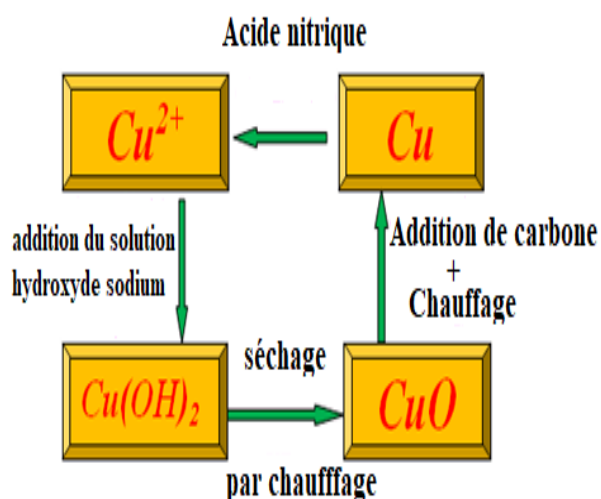 Acide nitrique
Cu²⁺
Cu
addition du solution
hydroxyde sodium
Addition de carbone
+
Chauffage
séchage
Cu(OH)₂
CuO
par chaufffage